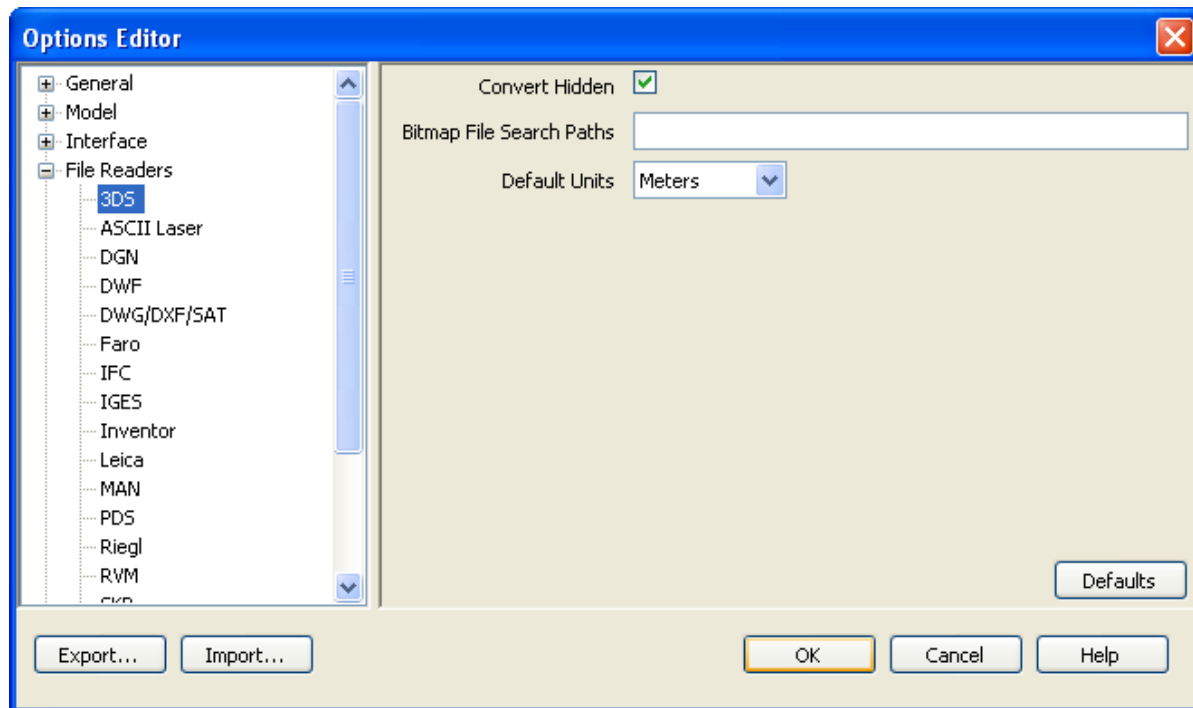 Options Editor
General
Model
Interface
File Readers
3DS
ASCII Laser
DGN
DWF
DWG/DXF/SAT
Faro
IFC
IGES
Inventor
Leica
MAN
PDS
Riegl
RVM
Convert Hidden
Bitmap File Search Paths
Default Units Meters
Defaults
Export... Import... OK Cancel Help